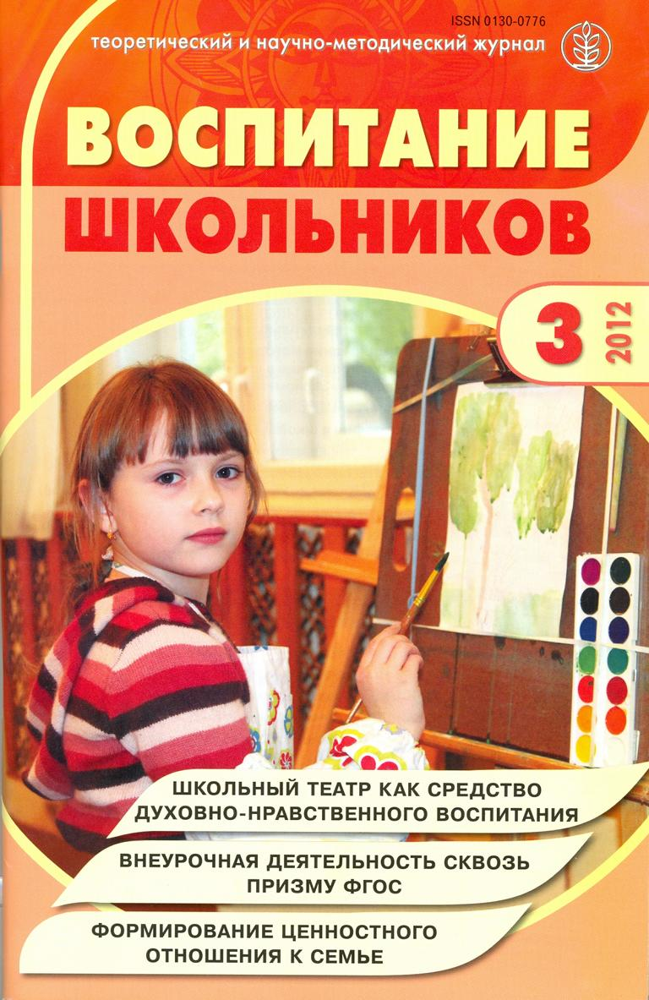 ISSN 0130-0776
теоретический и научно-методический журнал
ВОСПИТАНИЕ
ШКОЛЬНИКОВ
3
2012
ШКОЛЬНЫЙ ТЕАТР КАК СРЕДСТВО
ДУХОВНО-НРАВСТВЕННОГО ВОСПИТАНИЯ
ВНЕУРОЧНАЯ ДЕЯТЕЛЬНОСТЬ СКВОЗЬ
ПРИЗМУ ФГОС
ФОРМИРОВАНИЕ ЦЕННОСТНОГО
ОТНОШЕНИЯ К СЕМЬЕ